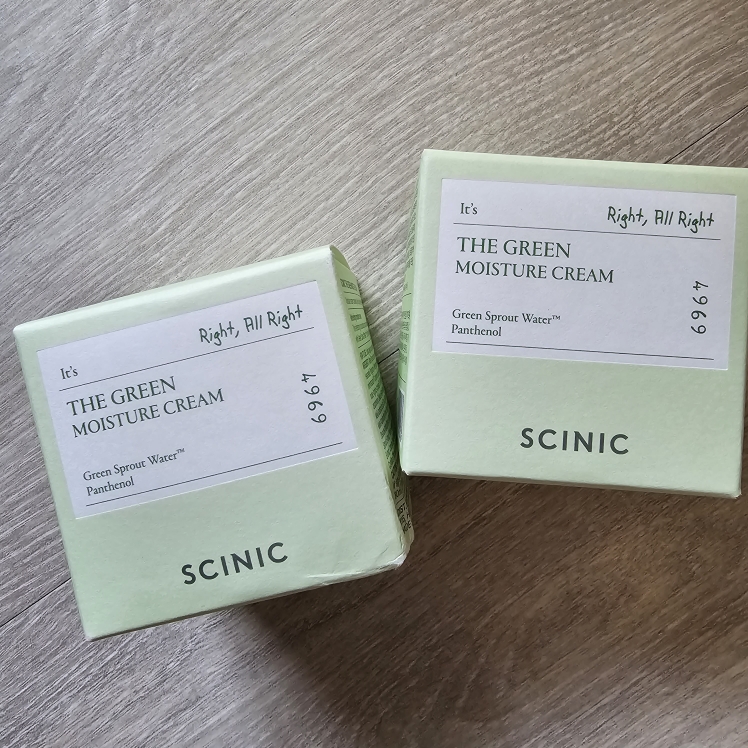 It's Right, All Right
THE GREEN
MOISTURE CREAM
4969
Green Sprout Water™
Panthenol
SCINIC
It's Right, All Right
THE GREEN
MOISTURE CREAM
4969
Green Sprout Water™
Panthenol
SCINIC